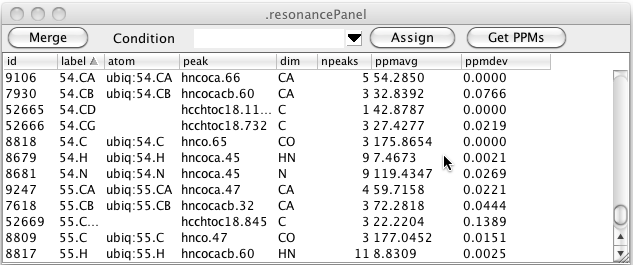 .resonancePanel
Merge Condition Assign Get PPMs
id label atom peak dim npeaks ppmavg ppmdev
9106 54.CA ubiq:54.CA hncoca.66 CA 5 54.2850 0.0000
7930 54.CB ubiq:54.CB hncocacb.60 CA 3 32.8392 0.0766
52665 54.CD hcchtoc18.11... C 1 42.8787 0.0000
52666 54.CG hcchtoc18.732 C 3 27.4277 0.0219
8818 54.C ubiq:54.C hnco.65 CO 3 175.8654 0.0000
8679 54.H ubiq:54.H hncoca.45 HN 9 7.4673 0.0021
8681 54.N ubiq:54.N hncoca.45 N 9 119.4347 0.0269
9247 55.CA ubiq:55.CA hncoca.47 CA 4 59.7158 0.0221
7618 55.CB ubiq:55.CB hncocacb.32 CA 3 72.2818 0.0444
52669 55.C... hcchtoc18.845 C 3 22.2204 0.1389
8809 55.C ubiq:55.C hnco.47 CO 3 177.0452 0.0151
8817 55.H ubiq:55.H hncocacb.60 HN 11 8.8309 0.0025